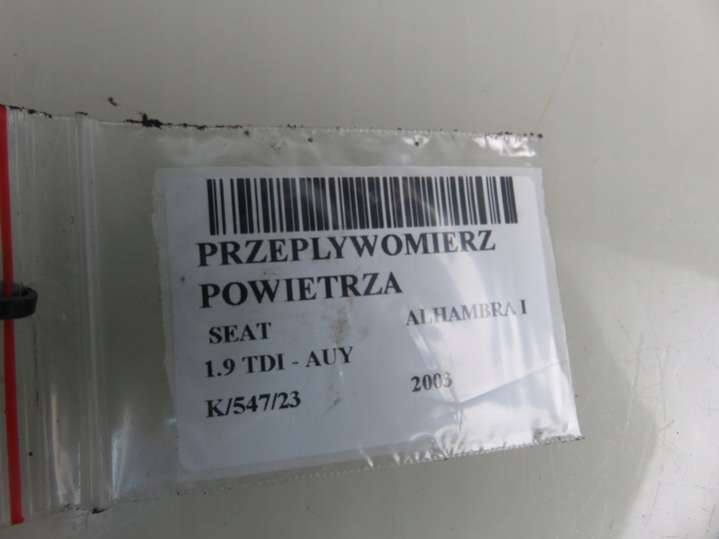 PRZEPLYWOMIERZ
POWIETRZA
SEAT ALHAMBRA I
1.9 TDI - AUY
K/547/23 2003